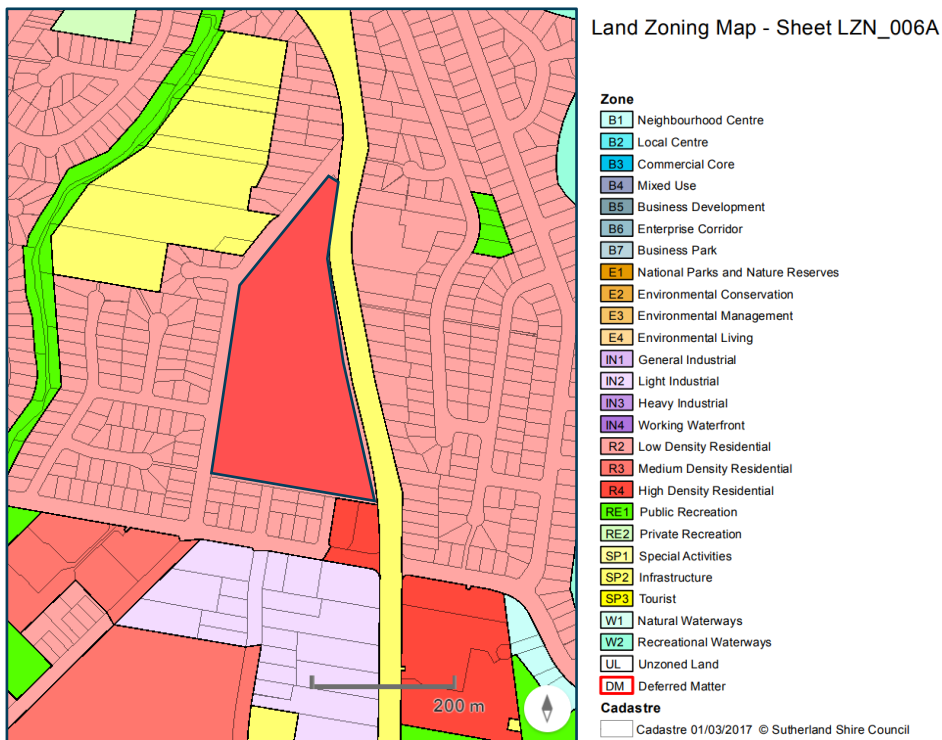 Land Zoning Map - Sheet LZN_006A
Zone
B1 Neighbourhood Centre
B2 Local Centre
B3 Commercial Core
B4 Mixed Use
B5 Business Development
B6 Enterprise Corridor
B7 Business Park
E1 National Parks and Nature Reserves
E2 Environmental Conservation
E3 Environmental Management
E4 Environmental Living
IN1 General Industrial
IN2 Light Industrial
IN3 Heavy Industrial
IN4 Working Waterfront
R2 Low Density Residential
R3 Medium Density Residential
R4 High Density Residential
RE1 Public Recreation
RE2 Private Recreation
SP1 Special Activities
SP2 Infrastructure
SP3 Tourist
W1 Natural Waterways
W2 Recreational Waterways
UL Unzoned Land
DM Deferred Matter
Cadastre
Cadastre 01/03/2017 © Sutherland Shire Council
200 m